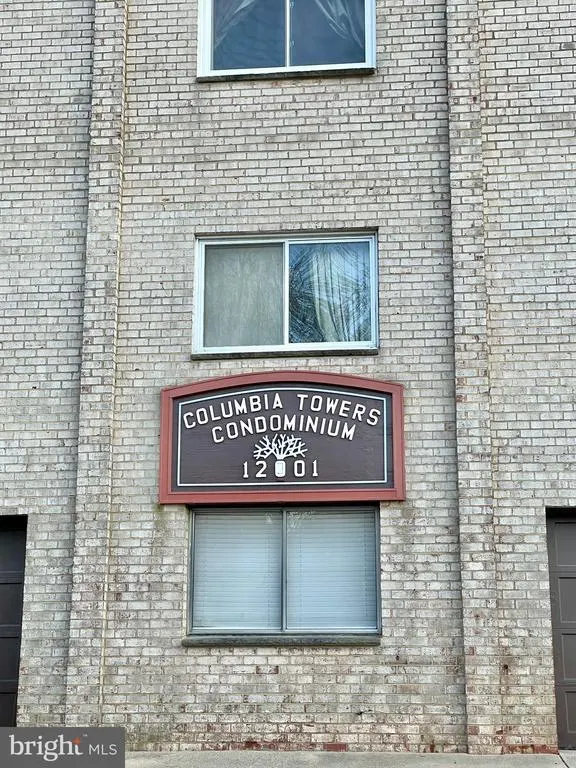 COLUMBIA TOWERS
CONDOMINIUM
12001
bright MLS